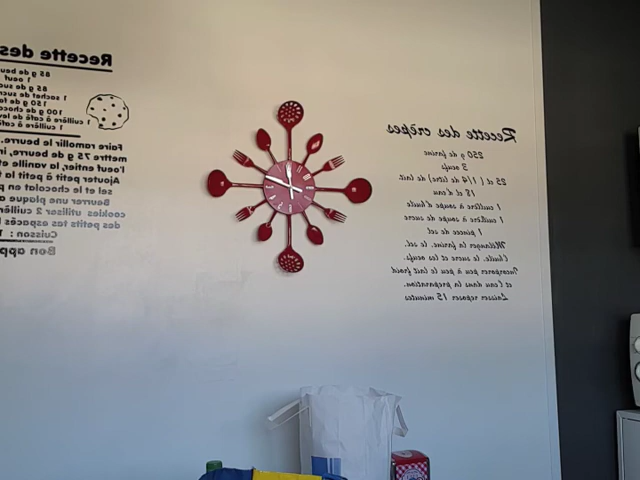 Recette des
85 g de
1 oeuf
85 g de
1 sachet de
150 g de
100 g de
1 cuillère à café de
1 cuillère à
Faire ramollir le beurre.
mettre 75 g de beurre,
l'oeuf entier, la vanille
Ajouter petit à petit la
sel et le chocolat en
Beurrer une plaque
cookies utiliser 2
des petits tas espacés
Cuisson :
Bon
Recette des crêpes
250 g de farine
3 oeufs
25 cl (1/4 de litre) de lait
18 cl d'eau
1 cuillère à soupe d'huile
1 cuillère à soupe de sucre
1 pincée de sel
Mélanger la farine, le sel,
l'huile, le sucre et les oeufs.
Incorporer peu à peu le lait froid
et l'eau dans la préparation.
Laisser reposer 15 minutes